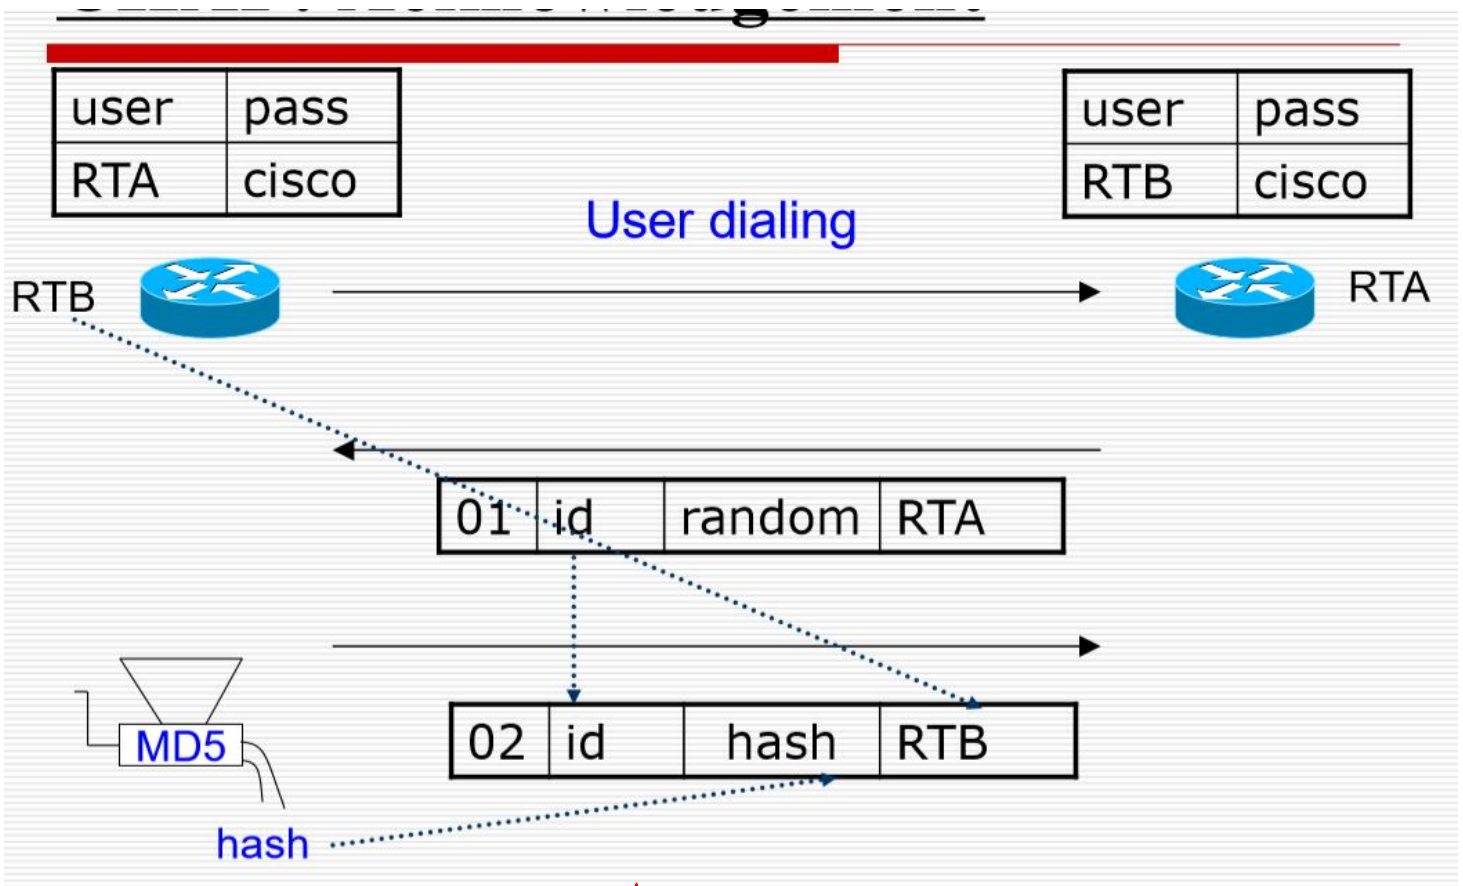 user pass
RTA cisco
user pass
RTB cisco
User dialing
RTB
RTA
01 id random RTA
02 id hash RTB
MD5
hash